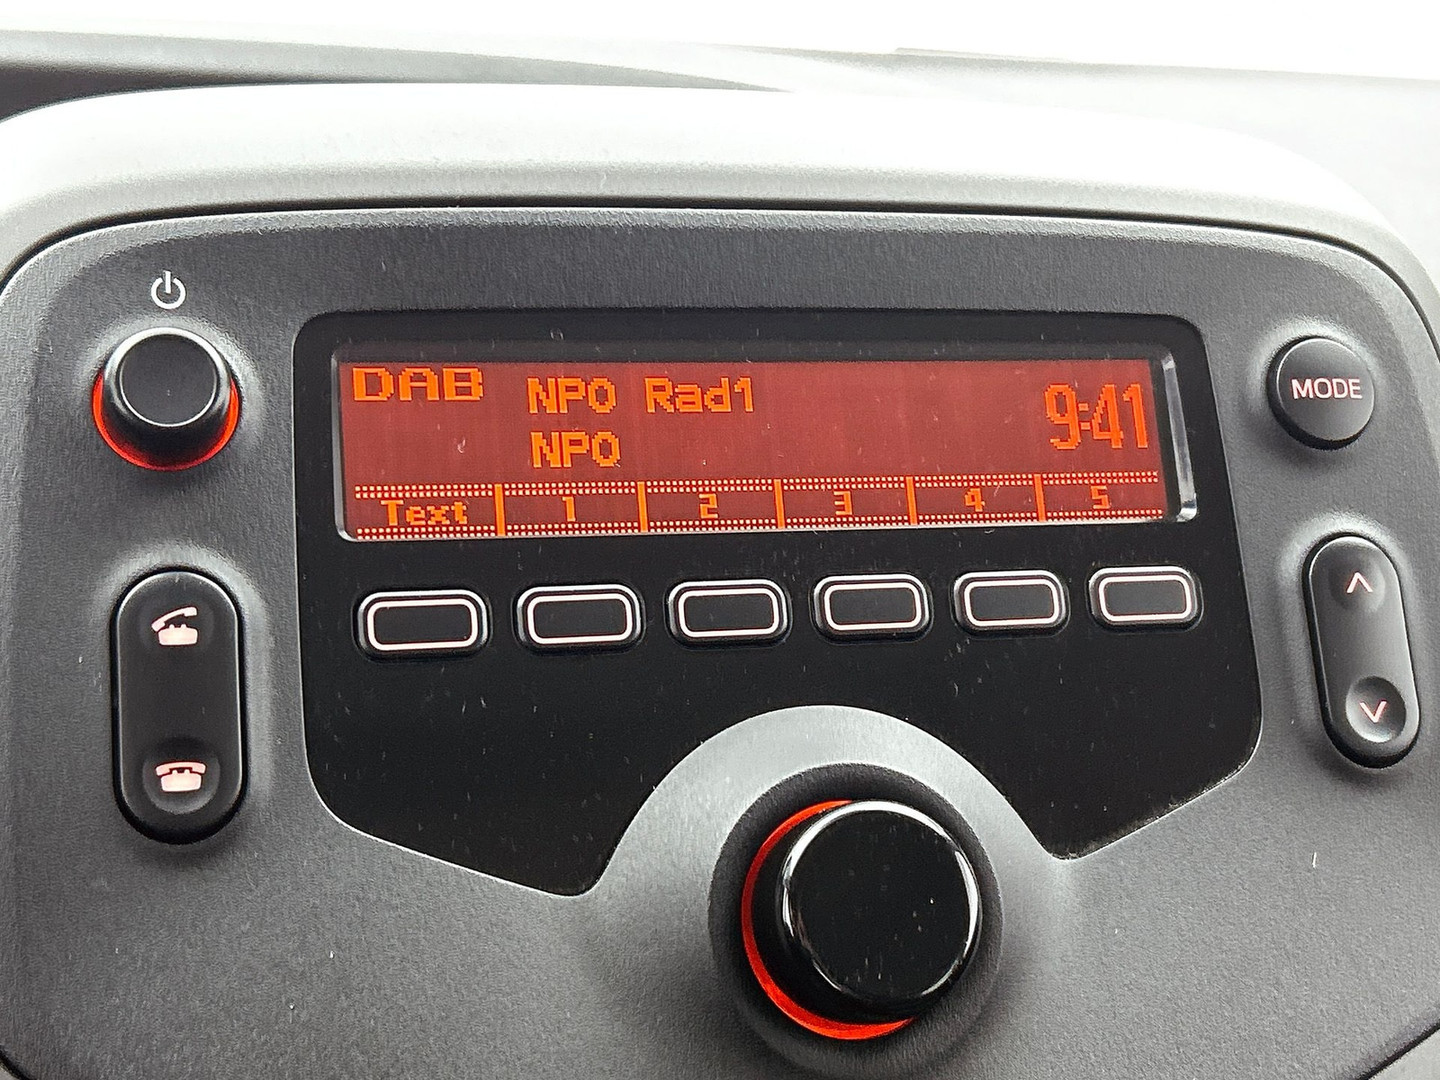 DAB NPO Rad1 9:41
NPO
Text 1 2 3 4 5
MODE